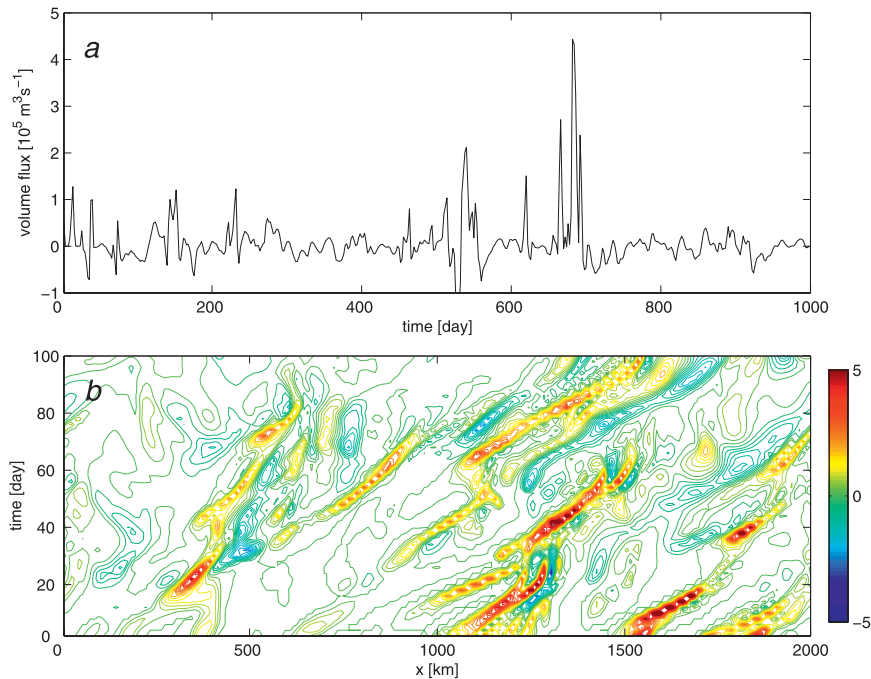 a
volume flux [10⁵ m³s⁻¹]
5
4
3
2
1
0
−1
0 200 400 600 800 1000
time [day]
b
time [day]
100
80
60
40
20
0
0 500 1000 1500 2000
x [km]
5
0
−5